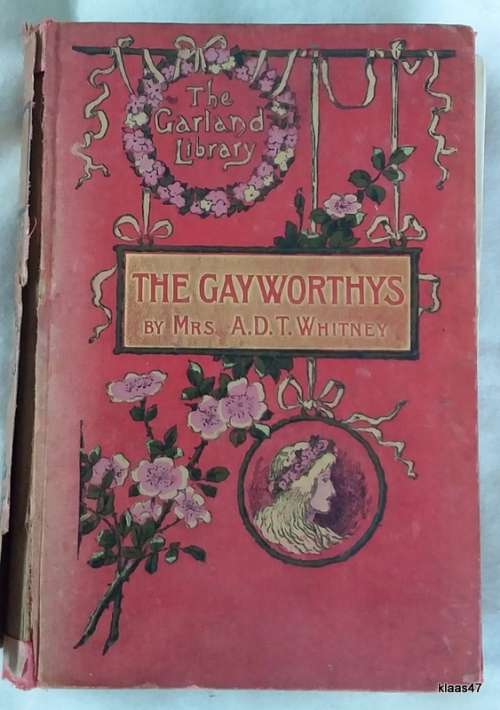 The
Garland
Library
THE GAYWORTHYS
BY MRS. A.D.T. WHITNEY
klaas47